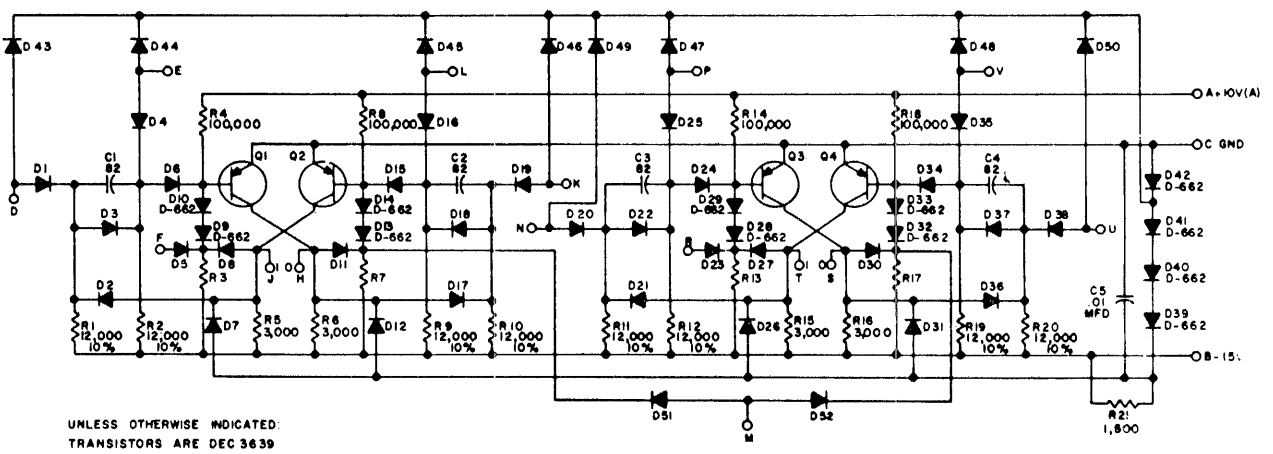 D43
D44
D45
D46
D49
D47
D48
D50
E
L
P
V
A+10V(A)
R4
100,000
R8
100,000
R14
100,000
R18
100,000
D4
D16
D25
D35
C GND
D1
C1
82
D6
Q1
Q2
D15
C2
82
D19
K
C3
82
D24
Q3
Q4
D34
C4
82
D42
D-662
D
D3
D10
D-662
D14
D-662
D18
N
D20
D22
D29
D-662
D33
D-662
D37
D38
U
D41
D-662
F
D5
D9
D-662
D8
J
1
0
H
D11
D13
D-662
R
D23
D28
D-662
D27
1
T
0
S
D30
D32
D-662
D40
D-662
R3
R7
R13
R17
D2
D17
D21
D36
C5
.01
MFD
D39
D-662
R1
12,000
10%
R2
12,000
10%
D7
R5
3,000
R6
3,000
D12
R9
12,000
10%
R10
12,000
10%
R11
12,000
10%
R12
12,000
10%
D26
R15
3,000
R16
3,000
D31
R19
12,000
10%
R20
12,000
10%
B-15
D51
M
D52
R21
1,800
UNLESS OTHERWISE INDICATED:
TRANSISTORS ARE DEC 3639